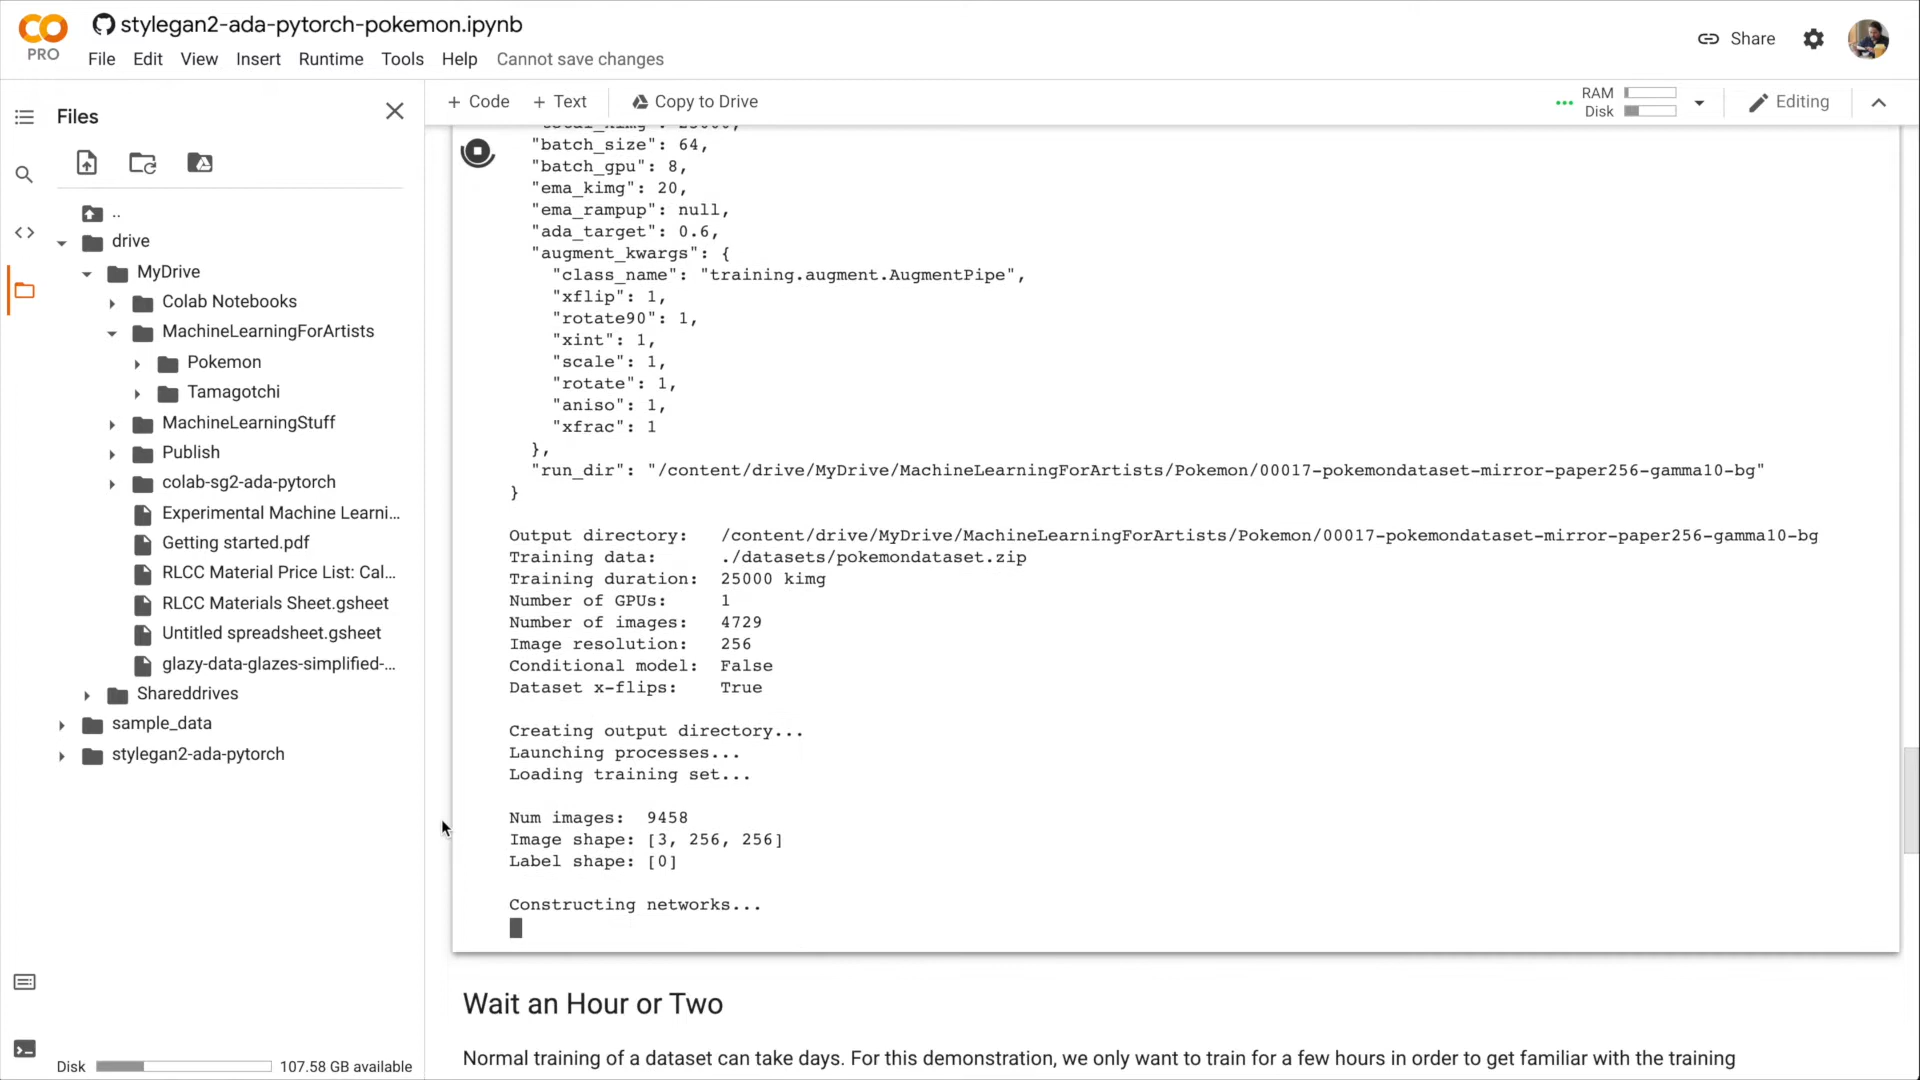 stylegan2-ada-pytorch-pokemon.ipynb
PRO
File Edit View Insert Runtime Tools Help Cannot save changes
Share
Files
+ Code + Text Copy to Drive
RAM
Disk
Editing
..
drive
MyDrive
Colab Notebooks
MachineLearningForArtists
Pokemon
Tamagotchi
MachineLearningStuff
Publish
colab-sg2-ada-pytorch
Experimental Machine Learni...
Getting started.pdf
RLCC Material Price List: Cal...
RLCC Materials Sheet.gsheet
Untitled spreadsheet.gsheet
glazy-data-glazes-simplified-...
Shareddrives
sample_data
stylegan2-ada-pytorch
Disk 107.58 GB available
"batch_size": 64,
"batch_gpu": 8,
"ema_kimg": 20,
"ema_rampup": null,
"ada_target": 0.6,
"augment_kwargs": {
"class_name": "training.augment.AugmentPipe",
"xflip": 1,
"rotate90": 1,
"xint": 1,
"scale": 1,
"rotate": 1,
"aniso": 1,
"xfrac": 1
},
"run_dir": "/content/drive/MyDrive/MachineLearningForArtists/Pokemon/00017-pokemondataset-mirror-paper256-gamma10-bg"
}
Output directory: /content/drive/MyDrive/MachineLearningForArtists/Pokemon/00017-pokemondataset-mirror-paper256-gamma10-bg
Training data: ./datasets/pokemondataset.zip
Training duration: 25000 kimg
Number of GPUs: 1
Number of images: 4729
Image resolution: 256
Conditional model: False
Dataset x-flips: True
Creating output directory...
Launching processes...
Loading training set...
Num images: 9458
Image shape: [3, 256, 256]
Label shape: [0]
Constructing networks...
Wait an Hour or Two
Normal training of a dataset can take days. For this demonstration, we only want to train for a few hours in order to get familiar with the training